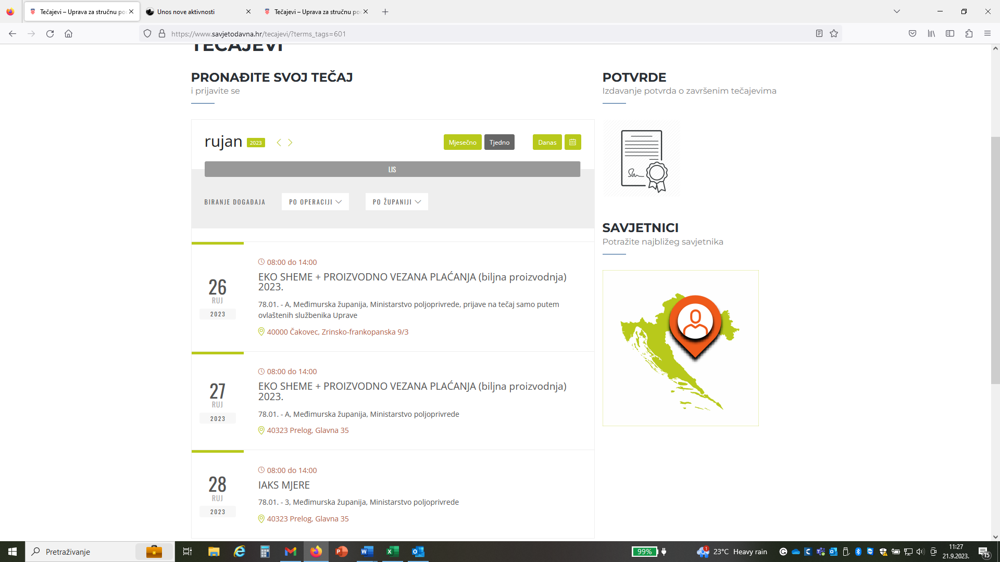 Tečajevi – Uprava za stručnu po
Unos nove aktivnosti
Tečajevi – Uprava za stručnu po
https://www.savjetodavna.hr/tecajevi/?terms_tags=601
TEČAJEVI
PRONAĐITE SVOJ TEČAJ
i prijavite se
rujan 2023
Mjesečno
Tjedno
Danas
LIS
BIRANJE DOGAĐAJA
PO OPERACIJI
PO ŽUPANIJI
26
RUJ
2023
08:00 do 14:00
EKO SHEME + PROIZVODNO VEZANA PLAĆANJA (biljna proizvodnja)
2023.
78.01. - A, Međimurska županija, Ministarstvo poljoprivrede, prijave na tečaj samo putem
ovlaštenih službenika Uprave
40000 Čakovec, Zrinsko-frankopanska 9/3
27
RUJ
2023
08:00 do 14:00
EKO SHEME + PROIZVODNO VEZANA PLAĆANJA (biljna proizvodnja)
2023.
78.01. - A, Međimurska županija, Ministarstvo poljoprivrede
40323 Prelog, Glavna 35
28
RUJ
2023
08:00 do 14:00
IAKS MJERE
78.01. - 3, Međimurska županija, Ministarstvo poljoprivrede
40323 Prelog, Glavna 35
POTVRDE
Izdavanje potvrda o završenim tečajevima
SAVJETNICI
Potražite najbližeg savjetnika
Pretraživanje
99%
23°C Heavy rain
11:27
21.9.2023.
15